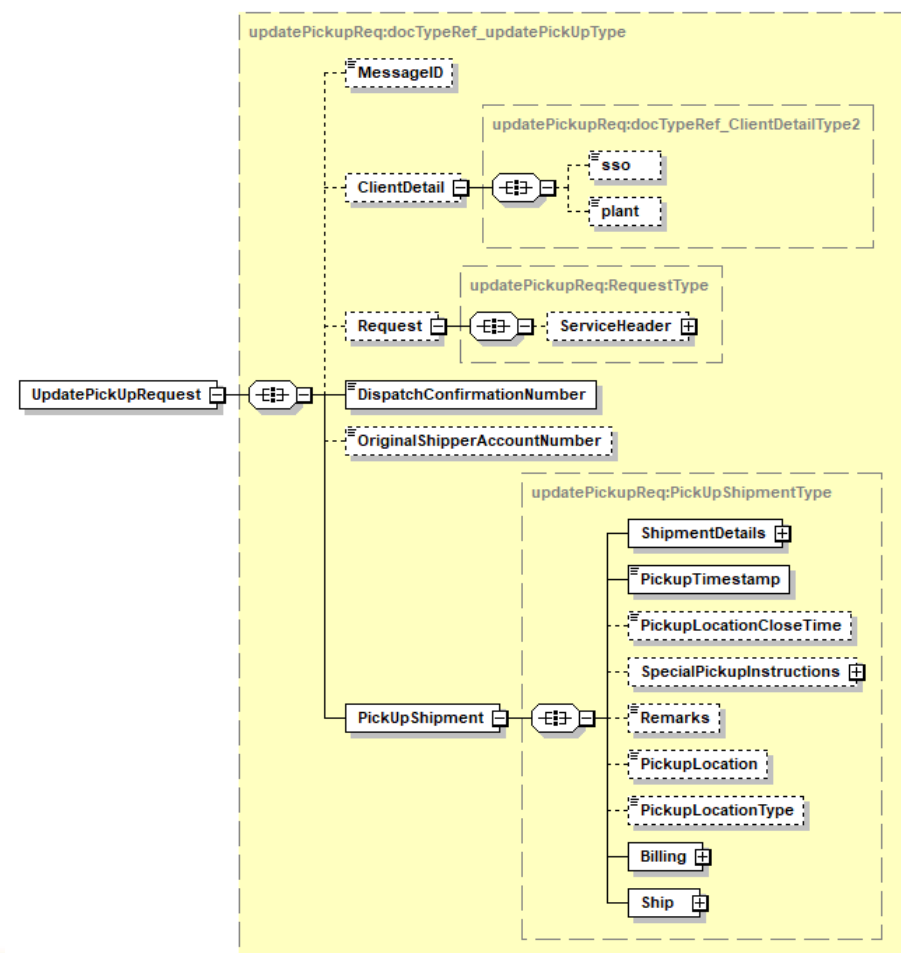 updatePickupReq:docTypeRef_updatePickUpType
MessageID
updatePickupReq:docTypeRef_ClientDetailType2
sso
ClientDetail
plant
updatePickupReq:RequestType
Request
ServiceHeader
UpdatePickUpRequest
DispatchConfirmationNumber
OriginalShipperAccountNumber
updatePickupReq:PickUpShipmentType
ShipmentDetails
PickupTimestamp
PickupLocationCloseTime
SpecialPickupInstructions
PickUpShipment
Remarks
PickupLocation
PickupLocationType
Billing
Ship